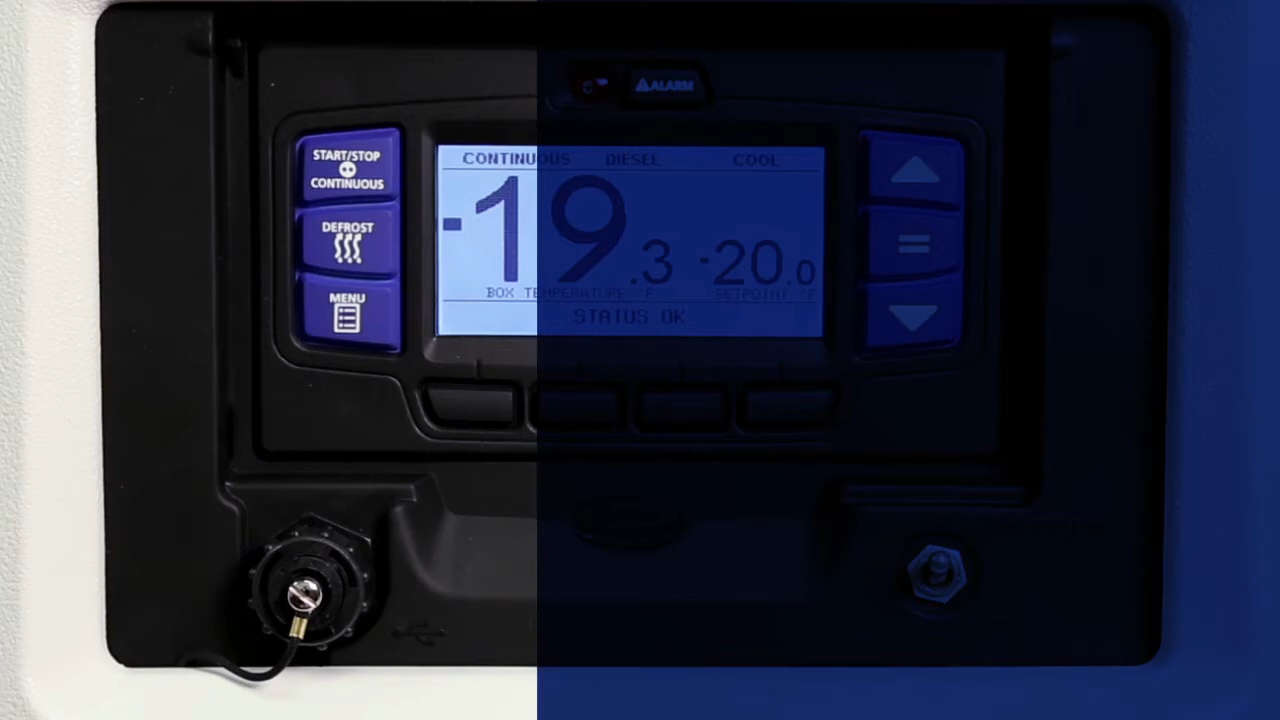 ALARM
START/STOP
CONTINUOUS
DEFROST
MENU
CONTINUOUS DIESEL COOL
-19.3 -20.0
BOX TEMPERATURE °F SETPOINT °F
STATUS OK
=